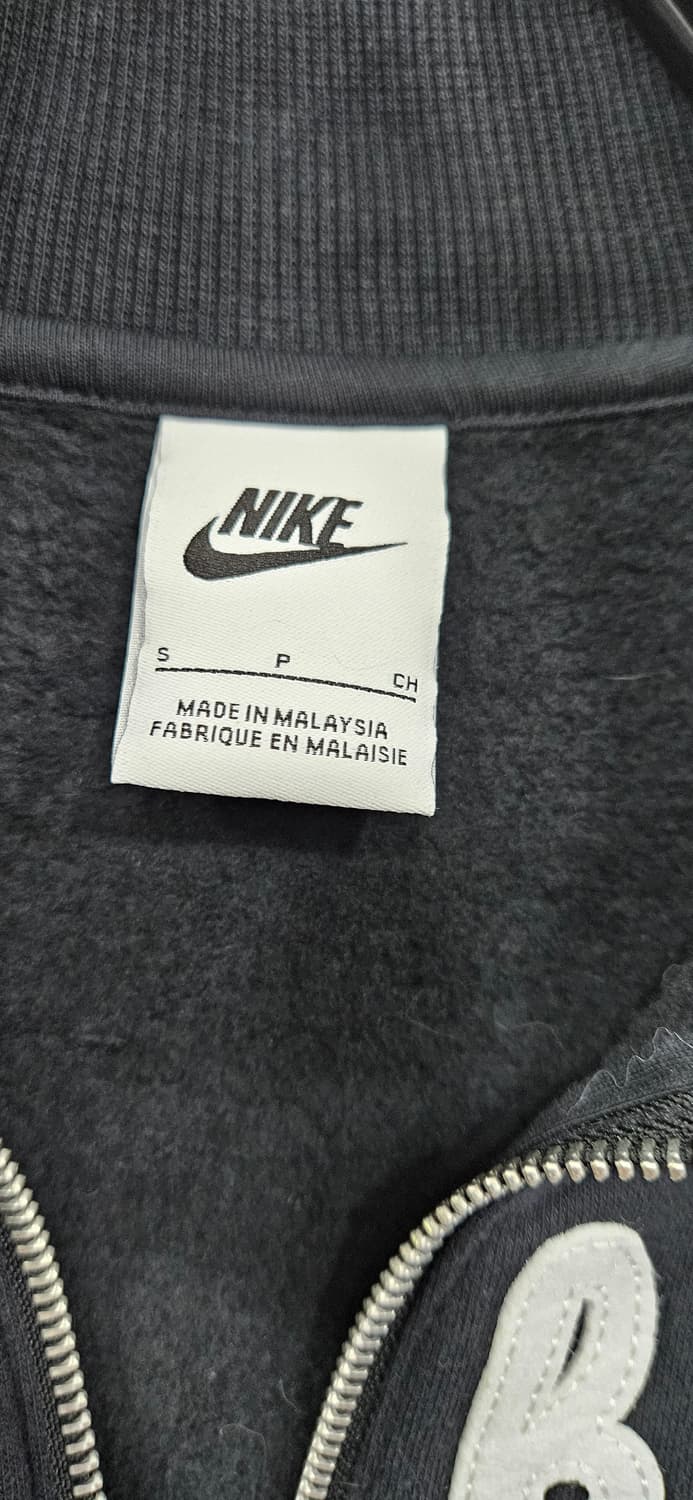 NIKE
S P CH
MADE IN MALAYSIA
FABRIQUE EN MALAISIE